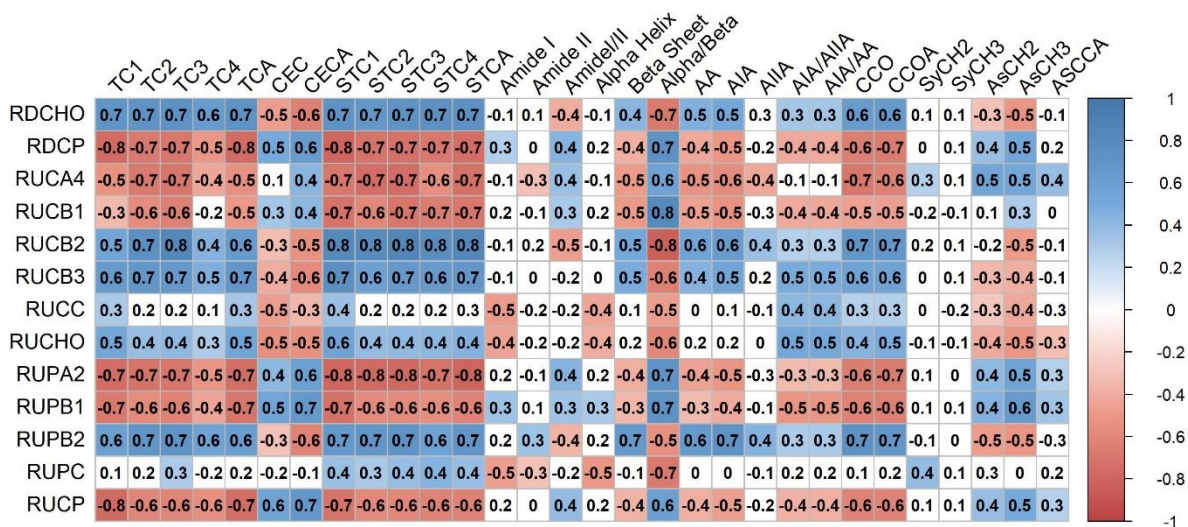 TC1 TC2 TC3 TC4 TCA CEC CECA STC1 STC2 STC3 STC4 STCA Amide I Amide II AmideI/II Alpha Helix Beta Sheet Alpha/Beta AA AIA AIIA AIA/AIIA AIA/AA CCO CCOA SyCH2 SyCH3 AsCH2 AsCH3 ASCCA
RDCHO 0.7 0.7 0.7 0.6 0.7 -0.5 -0.6 0.7 0.7 0.7 0.7 0.7 -0.1 0.1 -0.4 -0.1 0.4 -0.7 0.5 0.5 0.3 0.3 0.3 0.6 0.6 0.1 0.1 -0.3 -0.5 -0.1
RDCP -0.8 -0.7 -0.7 -0.5 -0.8 0.5 0.6 -0.8 -0.7 -0.7 -0.7 -0.7 0.3 0 0.4 0.2 -0.4 0.7 -0.4 -0.5 -0.2 -0.4 -0.4 -0.6 -0.7 0 0.1 0.4 0.5 0.2
RUCA4 -0.5 -0.7 -0.7 -0.4 -0.5 0.1 0.4 -0.7 -0.7 -0.7 -0.6 -0.7 -0.1 -0.3 0.4 -0.1 -0.5 0.6 -0.5 -0.6 -0.4 -0.1 -0.1 -0.7 -0.6 0.3 0.1 0.5 0.5 0.4
RUCB1 -0.3 -0.6 -0.6 -0.2 -0.5 0.3 0.4 -0.7 -0.6 -0.7 -0.7 -0.7 0.2 -0.1 0.3 0.2 -0.5 0.8 -0.5 -0.5 -0.3 -0.4 -0.4 -0.5 -0.5 -0.2 -0.1 0.1 0.3 0
RUCB2 0.5 0.7 0.8 0.4 0.6 -0.3 -0.5 0.8 0.8 0.8 0.8 0.8 -0.1 0.2 -0.5 -0.1 0.5 -0.8 0.6 0.6 0.4 0.3 0.3 0.7 0.7 0.2 0.1 -0.2 -0.5 -0.1
RUCB3 0.6 0.7 0.7 0.5 0.7 -0.4 -0.6 0.7 0.6 0.7 0.6 0.7 -0.1 0 -0.2 0 0.5 -0.6 0.4 0.5 0.2 0.5 0.5 0.6 0.6 0 0.1 -0.3 -0.4 -0.1
RUCC 0.3 0.2 0.2 0.1 0.3 -0.5 -0.3 0.4 0.2 0.2 0.2 0.3 -0.5 -0.2 -0.2 -0.4 0.1 -0.5 0 0.1 -0.1 0.4 0.4 0.3 0.3 0 -0.2 -0.3 -0.4 -0.3
RUCHO 0.5 0.4 0.4 0.3 0.5 -0.5 -0.5 0.6 0.4 0.4 0.4 0.4 -0.4 -0.2 -0.2 -0.4 0.2 -0.6 0.2 0.2 0 0.5 0.5 0.4 0.5 -0.1 -0.1 -0.4 -0.5 -0.3
RUPA2 -0.7 -0.7 -0.7 -0.5 -0.7 0.4 0.6 -0.8 -0.8 -0.8 -0.7 -0.8 0.2 -0.1 0.4 0.2 -0.4 0.7 -0.4 -0.5 -0.3 -0.3 -0.3 -0.6 -0.7 0.1 0 0.4 0.5 0.3
RUPB1 -0.7 -0.6 -0.6 -0.4 -0.7 0.5 0.7 -0.7 -0.6 -0.6 -0.6 -0.6 0.3 0.1 0.3 0.3 -0.3 0.7 -0.3 -0.4 -0.1 -0.5 -0.5 -0.6 -0.6 0.1 0.1 0.4 0.6 0.3
RUPB2 0.6 0.7 0.7 0.6 0.6 -0.3 -0.6 0.7 0.7 0.7 0.6 0.7 0.2 0.3 -0.4 0.2 0.7 -0.5 0.6 0.7 0.4 0.3 0.3 0.7 0.7 -0.1 0 -0.5 -0.5 -0.3
RUPC 0.1 0.2 0.3 -0.2 0.2 -0.2 -0.1 0.4 0.3 0.4 0.4 0.4 -0.5 -0.3 -0.2 -0.5 -0.1 -0.7 0 0 -0.1 0.2 0.2 0.1 0.2 0.4 0.1 0.3 0 0.2
RUCP -0.8 -0.6 -0.6 -0.6 -0.7 0.6 0.7 -0.7 -0.6 -0.6 -0.6 -0.6 0.2 0 0.4 0.2 -0.4 0.6 -0.4 -0.5 -0.2 -0.4 -0.4 -0.6 -0.6 0.1 0.1 0.4 0.5 0.3
1
0.8
0.6
0.4
0.2
0
-0.2
-0.4
-0.6
-0.8
-1